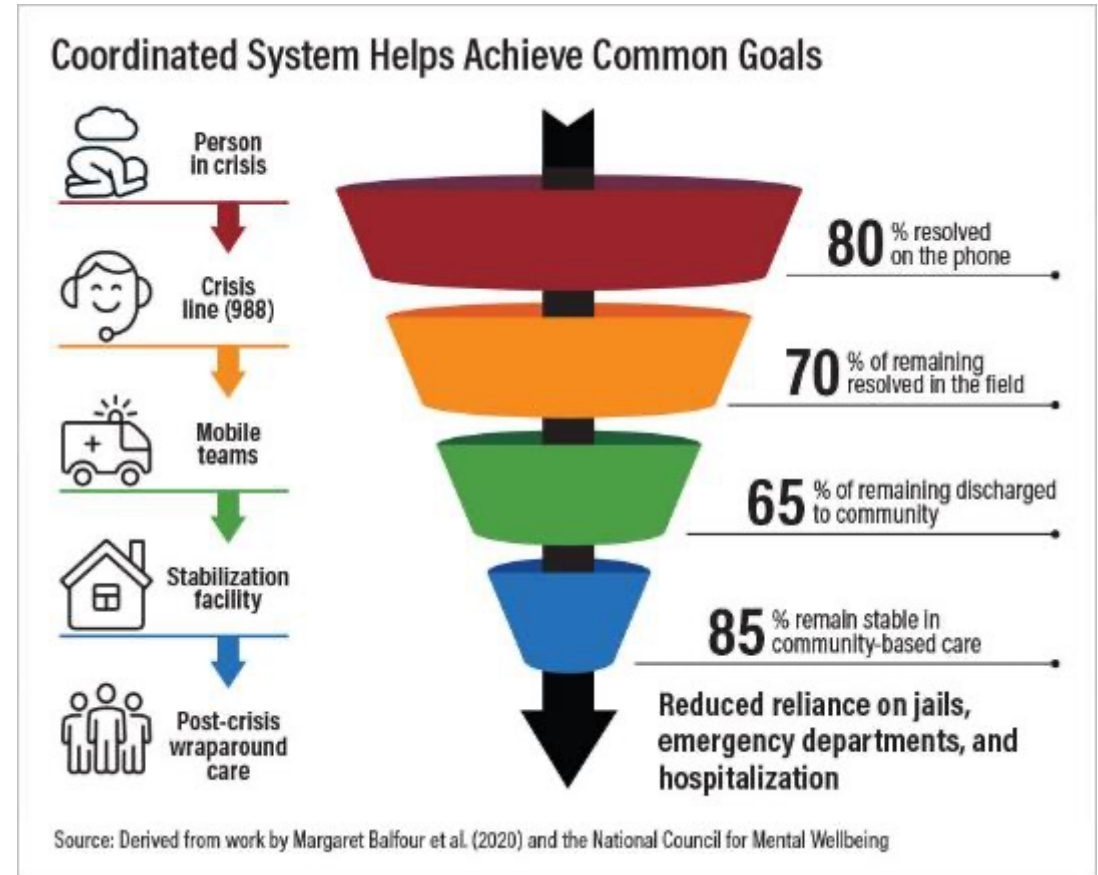 Coordinated System Helps Achieve Common Goals
Person
in crisis
Crisis
line (988)
Mobile
teams
Stabilization
facility
Post-crisis
wraparound
care
80 % resolved
on the phone
70 % of remaining
resolved in the field
65 % of remaining discharged
to community
85 % remain stable in
community-based care
Reduced reliance on jails,
emergency departments, and
hospitalization
Source: Derived from work by Margaret Balfour et al. (2020) and the National Council for Mental Wellbeing